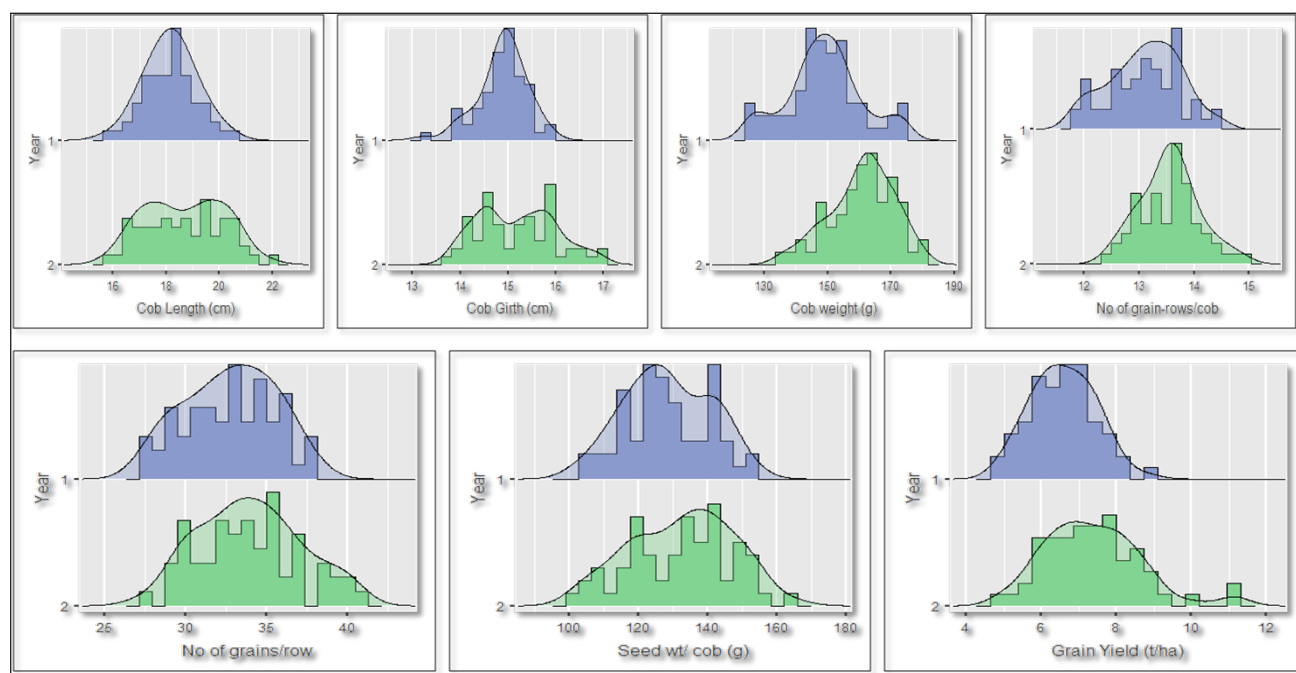 Year
1
2
16 18 20 22
Cob Length (cm)
Year
1
2
13 14 15 16 17
Cob Girth (cm)
Year
1
2
130 150 170 190
Cob weight (g)
Year
1
2
12 13 14 15
No of grain-rows/cob
Year
1
2
25 30 35 40
No of grains/row
Year
1
2
100 120 140 160 180
Seed wt/ cob (g)
Year
1
2
4 6 8 10 12
Grain Yield (t/ha)